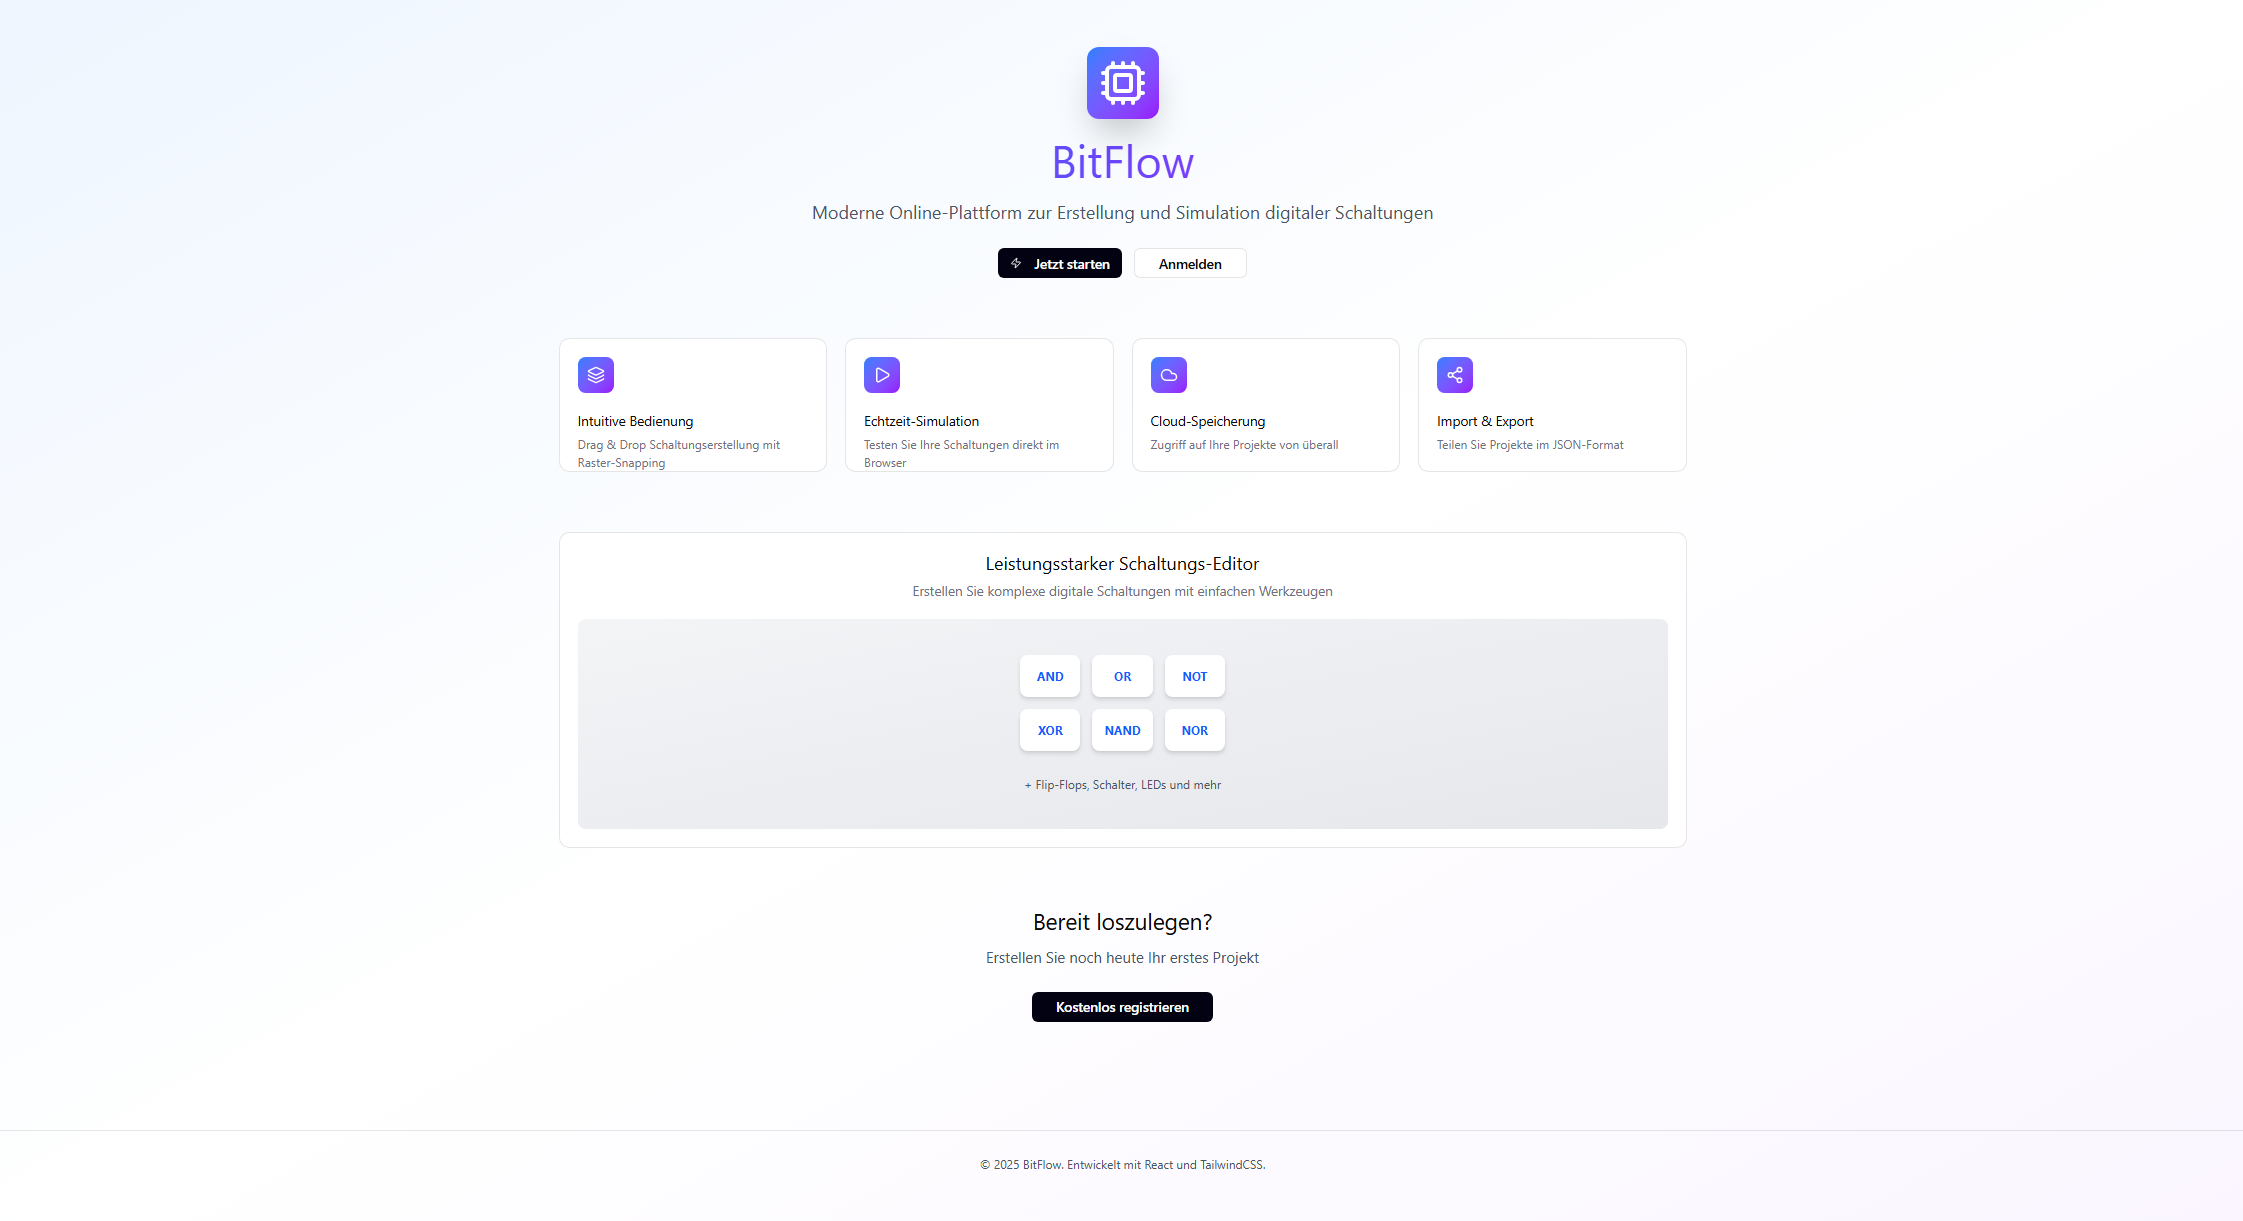 BitFlow
Moderne Online-Plattform zur Erstellung und Simulation digitaler Schaltungen
Jetzt starten
Anmelden
Intuitive Bedienung
Drag & Drop Schaltungserstellung mit
Raster-Snapping
Echtzeit-Simulation
Testen Sie Ihre Schaltungen direkt im
Browser
Cloud-Speicherung
Zugriff auf Ihre Projekte von überall
Import & Export
Teilen Sie Projekte im JSON-Format
Leistungsstarker Schaltungs-Editor
Erstellen Sie komplexe digitale Schaltungen mit einfachen Werkzeugen
AND
OR
NOT
XOR
NAND
NOR
+ Flip-Flops, Schalter, LEDs und mehr
Bereit loszulegen?
Erstellen Sie noch heute Ihr erstes Projekt
Kostenlos registrieren
© 2025 BitFlow. Entwickelt mit React und TailwindCSS.